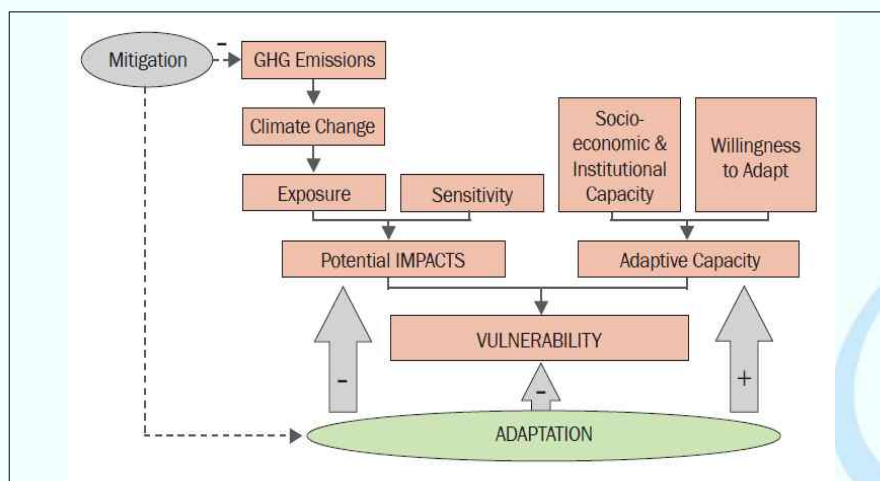 Mitigation
-
GHG Emissions
Climate Change
Exposure
Sensitivity
Socio-
economic &
Institutional
Capacity
Willingness
to Adapt
Potential IMPACTS
Adaptive Capacity
VULNERABILITY
-
-
+
ADAPTATION